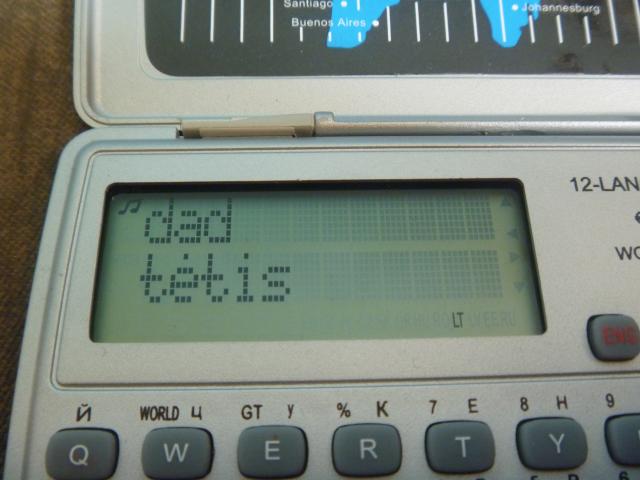 Santiago
Johannesburg
Buenos Aires
12-LAN
dad
WO
tėtis
LT
ENG
Й
WORLD Ц
GT У
% К
7 Е
8 Н
9
Q
W
E
R
T
Y